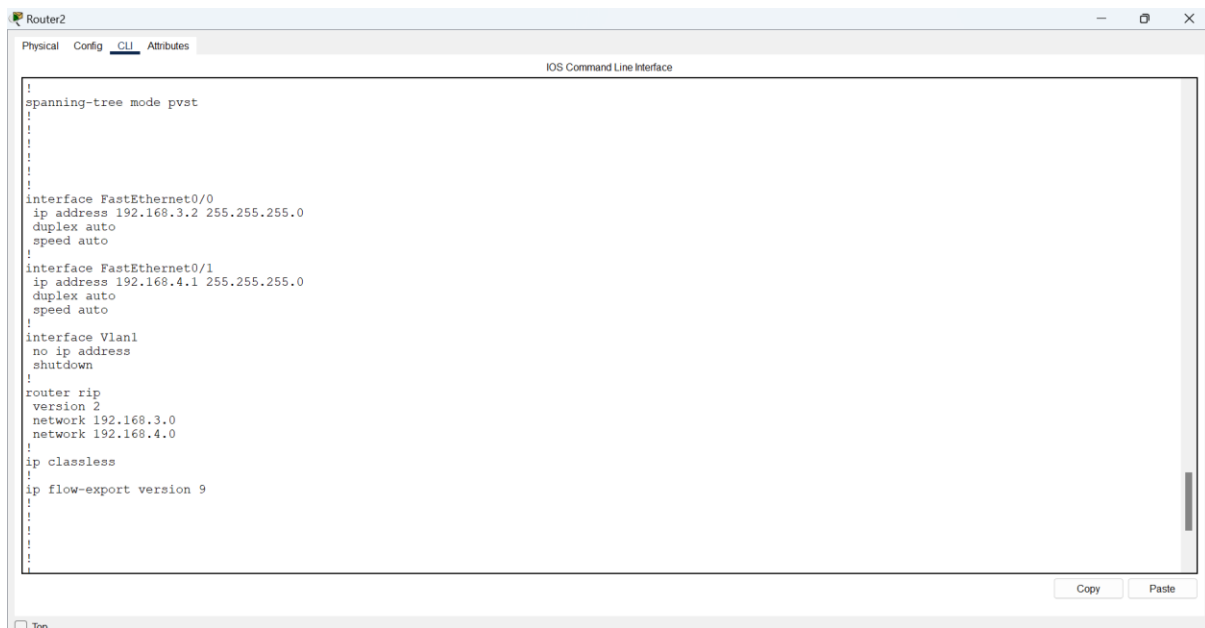 Router2
Physical Config CLI Attributes
IOS Command Line Interface
!
spanning-tree mode pvst
!
!
!
!
!
!
interface FastEthernet0/0
 ip address 192.168.3.2 255.255.255.0
 duplex auto
 speed auto
!
interface FastEthernet0/1
 ip address 192.168.4.1 255.255.255.0
 duplex auto
 speed auto
!
interface Vlan1
 no ip address
 shutdown
!
router rip
 version 2
 network 192.168.3.0
 network 192.168.4.0
!
ip classless
!
ip flow-export version 9
!
!
!
!
!
!
Copy Paste
Top